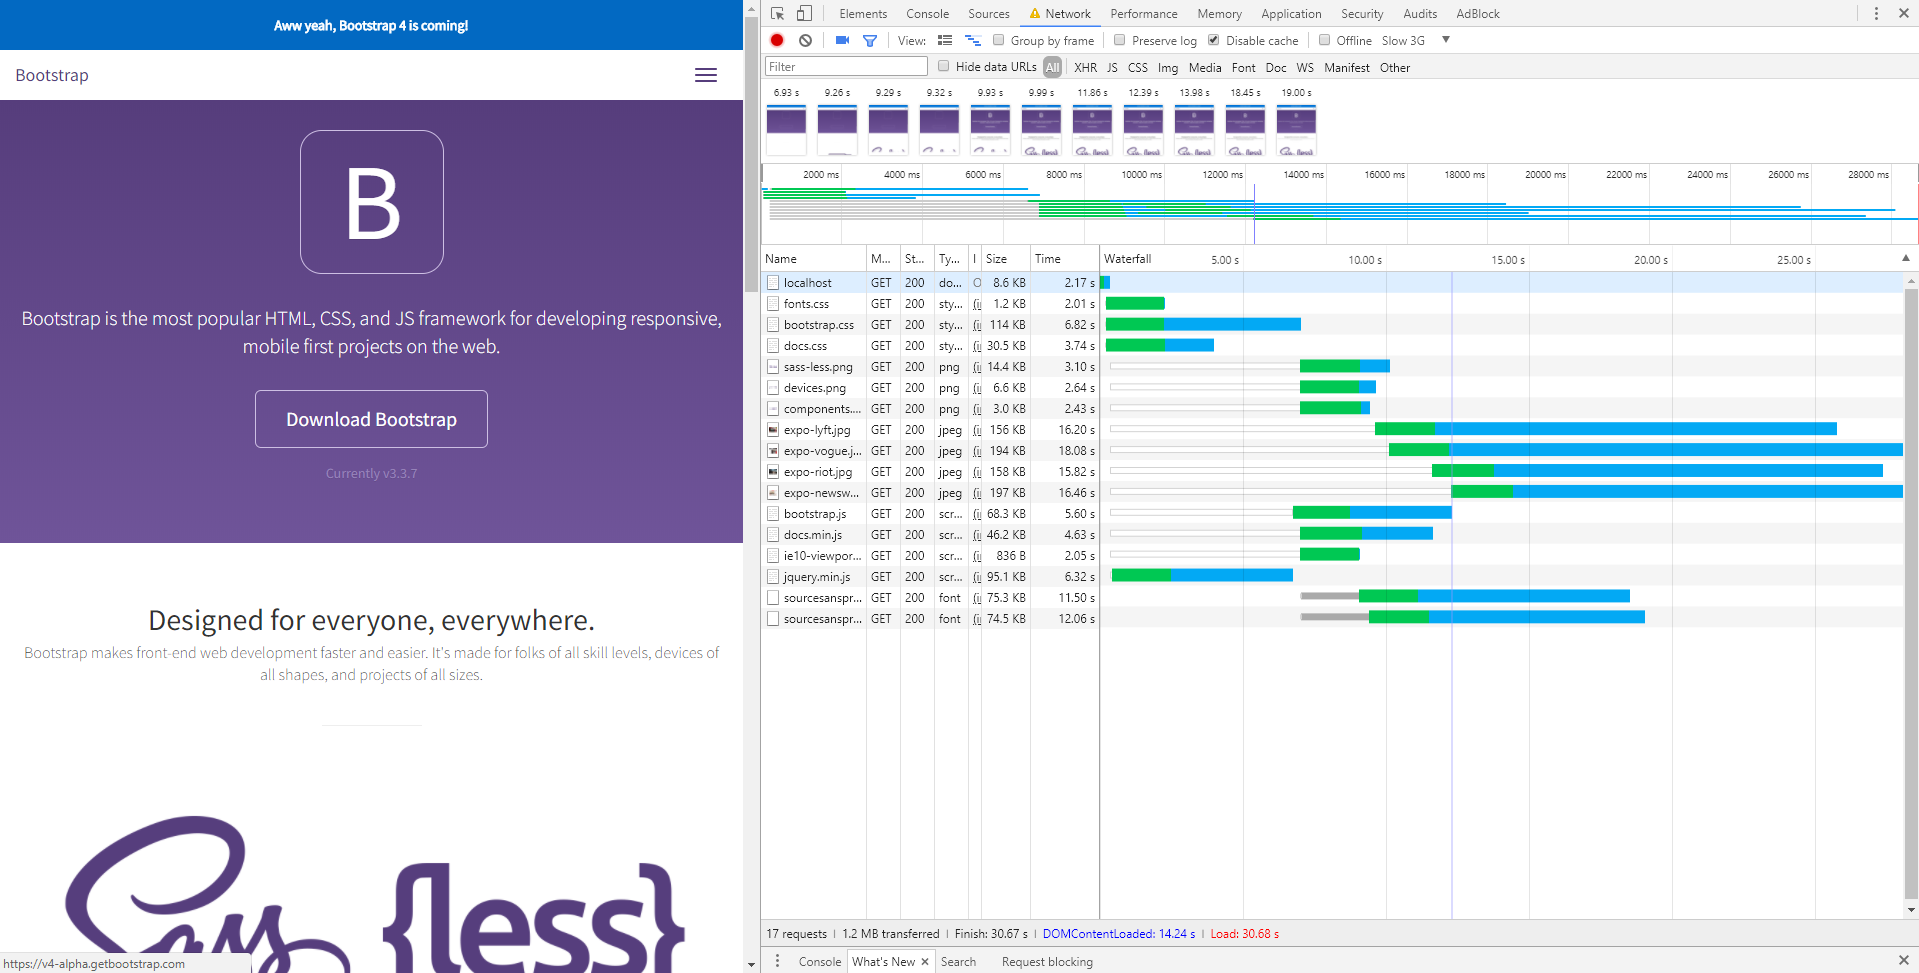 Aww yeah, Bootstrap 4 is coming!
Bootstrap
B
Bootstrap is the most popular HTML, CSS, and JS framework for developing responsive,
mobile first projects on the web.
Download Bootstrap
Currently v3.3.7
Designed for everyone, everywhere.
Bootstrap makes front-end web development faster and easier. It's made for folks of all skill levels, devices of
all shapes, and projects of all sizes.
Sass {less}
https://v4-alpha.getbootstrap.com
Elements Console Sources Network Performance Memory Application Security Audits AdBlock
View: Group by frame Preserve log Disable cache Offline Slow 3G
Filter Hide data URLs All XHR JS CSS Img Media Font Doc WS Manifest Other
6.93 s 9.26 s 9.29 s 9.32 s 9.93 s 9.99 s 11.86 s 12.39 s 13.98 s 18.45 s 19.00 s
2000 ms 4000 ms 6000 ms 8000 ms 10000 ms 12000 ms 14000 ms 16000 ms 18000 ms 20000 ms 22000 ms 24000 ms 26000 ms 28000 ms
Name M... St... Ty... I Size Time Waterfall 5.00 s 10.00 s 15.00 s 20.00 s 25.00 s
localhost GET 200 do... O 8.6 KB 2.17 s
fonts.css GET 200 sty... (i 1.2 KB 2.01 s
bootstrap.css GET 200 sty... (i 114 KB 6.82 s
docs.css GET 200 sty... (i 30.5 KB 3.74 s
sass-less.png GET 200 png (i 14.4 KB 3.10 s
devices.png GET 200 png (i 6.6 KB 2.64 s
components.... GET 200 png (i 3.0 KB 2.43 s
expo-lyft.jpg GET 200 jpeg (i 156 KB 16.20 s
expo-vogue.j... GET 200 jpeg (i 194 KB 18.08 s
expo-riot.jpg GET 200 jpeg (i 158 KB 15.82 s
expo-newsw... GET 200 jpeg (i 197 KB 16.46 s
bootstrap.js GET 200 scr... (i 68.3 KB 5.60 s
docs.min.js GET 200 scr... (i 46.2 KB 4.63 s
ie10-viewpor... GET 200 scr... (i 836 B 2.05 s
jquery.min.js GET 200 scr... (i 95.1 KB 6.32 s
sourcesanspr... GET 200 font (i 75.3 KB 11.50 s
sourcesanspr... GET 200 font (i 74.5 KB 12.06 s
17 requests | 1.2 MB transferred | Finish: 30.67 s | DOMContentLoaded: 14.24 s | Load: 30.68 s
Console What's New × Search Request blocking